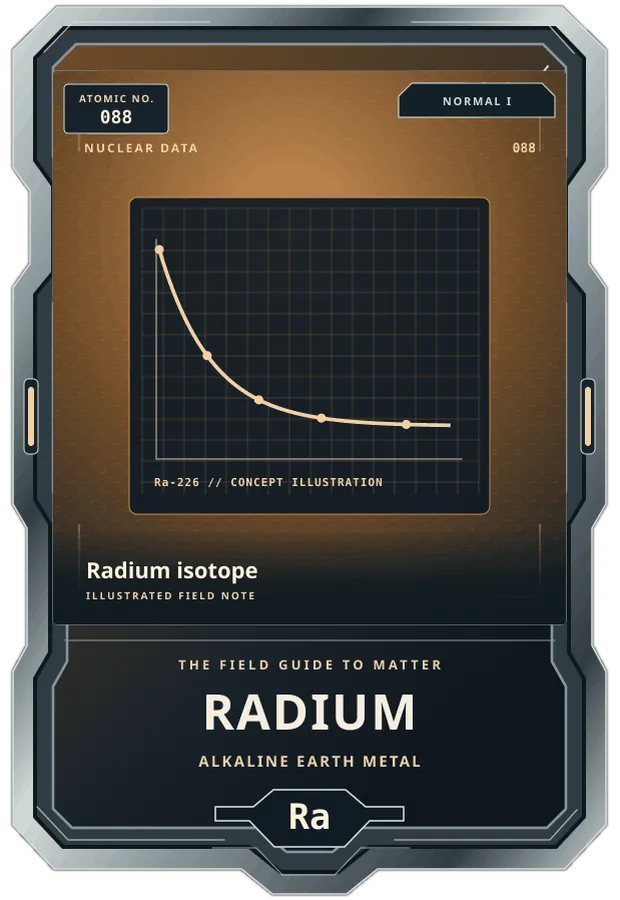 ATOMIC NO.
088
NORMAL I
NUCLEAR DATA
088
Ra-226 // CONCEPT ILLUSTRATION
Radium isotope
ILLUSTRATED FIELD NOTE
THE FIELD GUIDE TO MATTER
RADIUM
ALKALINE EARTH METAL
Ra